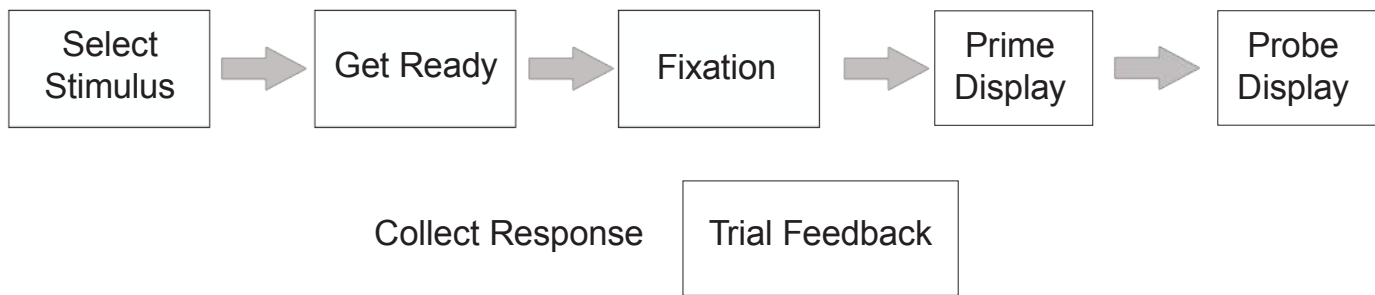 Select
Stimulus
Get Ready
Fixation
Prime
Display
Probe
Display
Collect Response
Trial Feedback